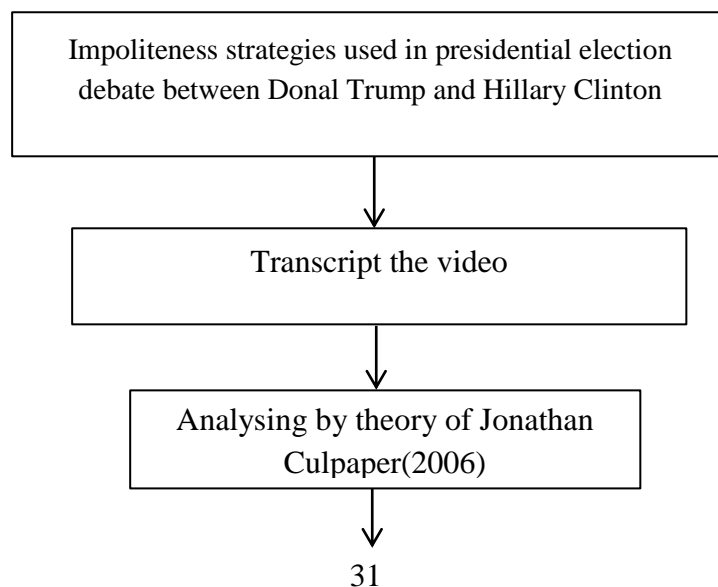 Impoliteness strategies used in presidential election
debate between Donal Trump and Hillary Clinton
Transcript the video
Analysing by theory of Jonathan
Culpaper(2006)
31